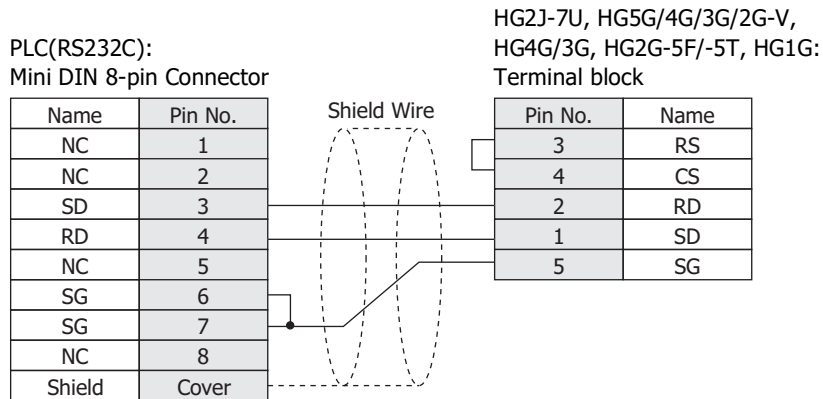 HG2J-7U, HG5G/4G/3G/2G-V,
PLC(RS232C): HG4G/3G, HG2G-5F/-5T, HG1G:
Mini DIN 8-pin Connector Terminal block
Name Pin No. Shield Wire Pin No. Name
NC 1 3 RS
NC 2 4 CS
SD 3 2 RD
RD 4 1 SD
NC 5 5 SG
SG 6
SG 7
NC 8
Shield Cover